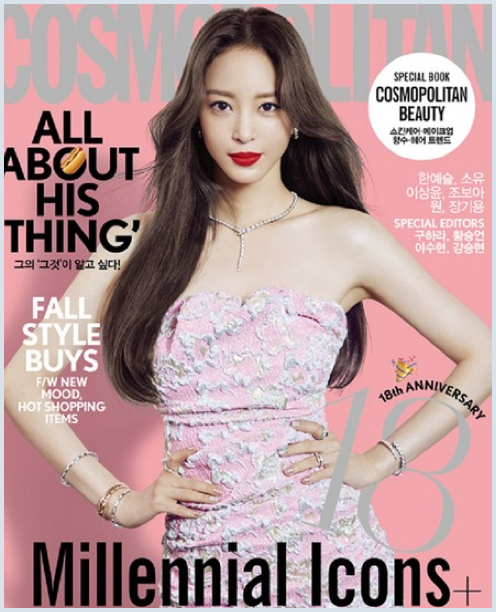 COSMOPOLITAN
SPECIAL BOOK
COSMOPOLITAN
BEAUTY
스킨케어·메이크업
향수·헤어 트렌드
ALL
ABOUT
HIS
'THING'
그의 '그것'이 알고 싶다!
한예슬, 소유
이상윤, 조보아
원, 장기용
SPECIAL EDITORS
구하라, 황승언
이수현, 강승현
FALL
STYLE
BUYS
F/W NEW
MOOD,
HOT SHOPPING
ITEMS
18th ANNIVERSARY
18
Millennial Icons+